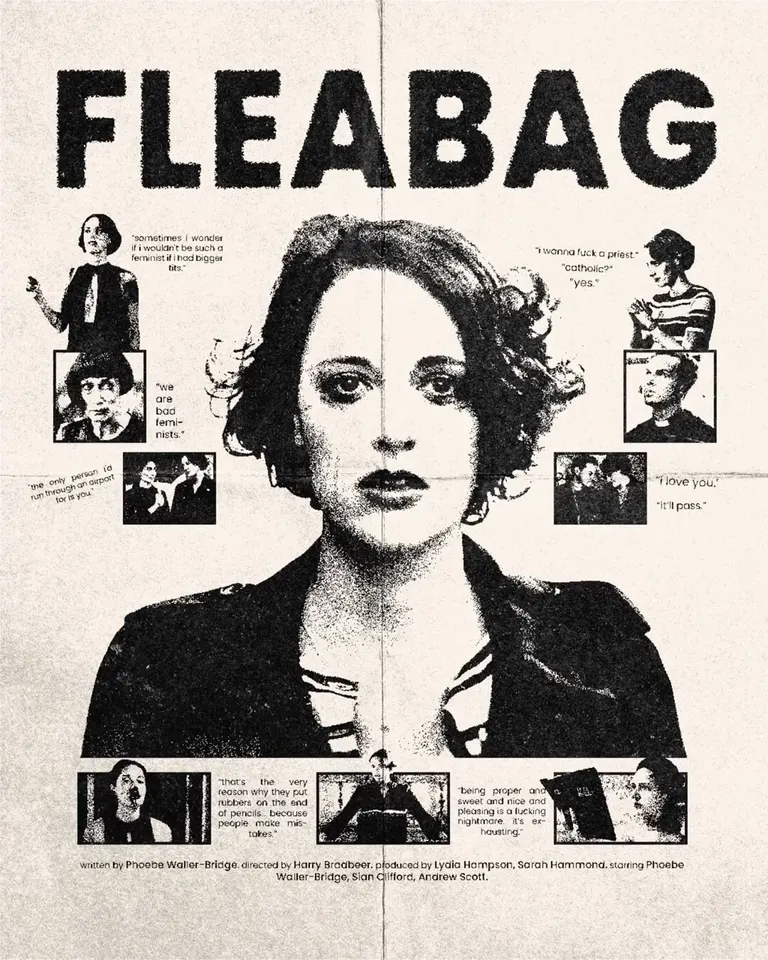 FLEABAG
"sometimes i wonder
if i wouldn't be such a
feminist if i had bigger
tits."
"i wanna fuck a priest."
"catholic?"
"yes."
"we
are
bad
femi-
nists."
"the only person i'd
run through an airport
for is you."
"i love you."
"it'll pass."
"that's the very
reason why they put
rubbers on the end
of pencils.. because
people make mis-
takes."
"being proper and
sweet and nice and
pleasing is a fucking
nightmare. it's ex-
hausting."
written by Phoebe Waller-Bridge. directed by Harry Bradbeer. produced by Lydia Hampson, Sarah Hammond. starring Phoebe
Waller-Bridge, Sian Clifford, Andrew Scott.